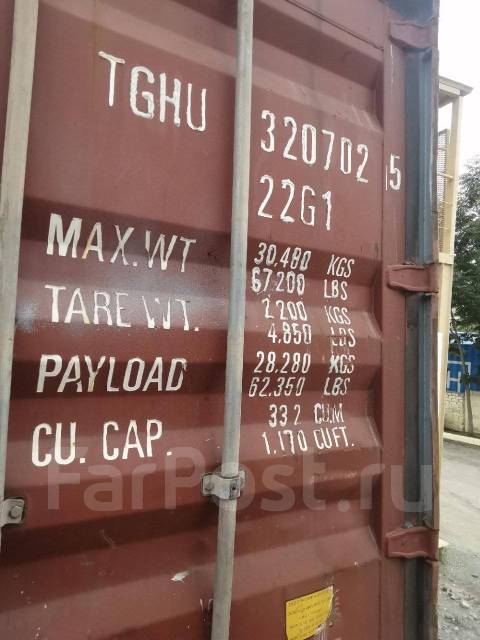 TGHU
320702 5
22G1
MAX.WT 30.480 KGS
67.200 LBS
TARE WT. 2.200 KGS
4.850 LBS
PAYLOAD 28.280 KGS
62.350 LBS
CU. CAP. 33.2 CU.M
1.170 CU.FT.
FarPost.ru